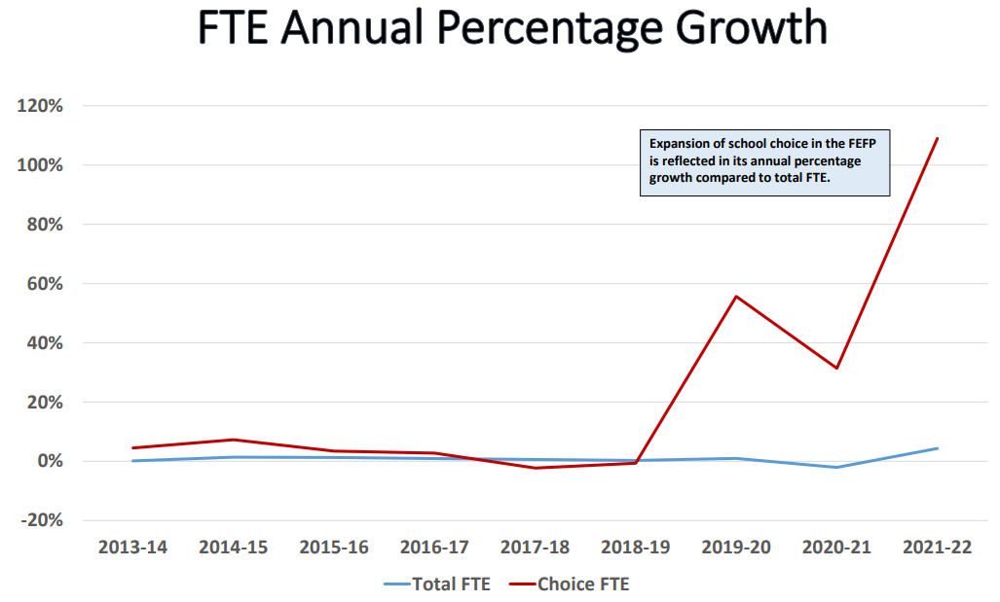 FTE Annual Percentage Growth
120%
100%
80%
60%
40%
20%
0%
-20%
Expansion of school choice in the FEFP
is reflected in its annual percentage
growth compared to total FTE.
2013-14 2014-15 2015-16 2016-17 2017-18 2018-19 2019-20 2020-21 2021-22
Total FTE Choice FTE